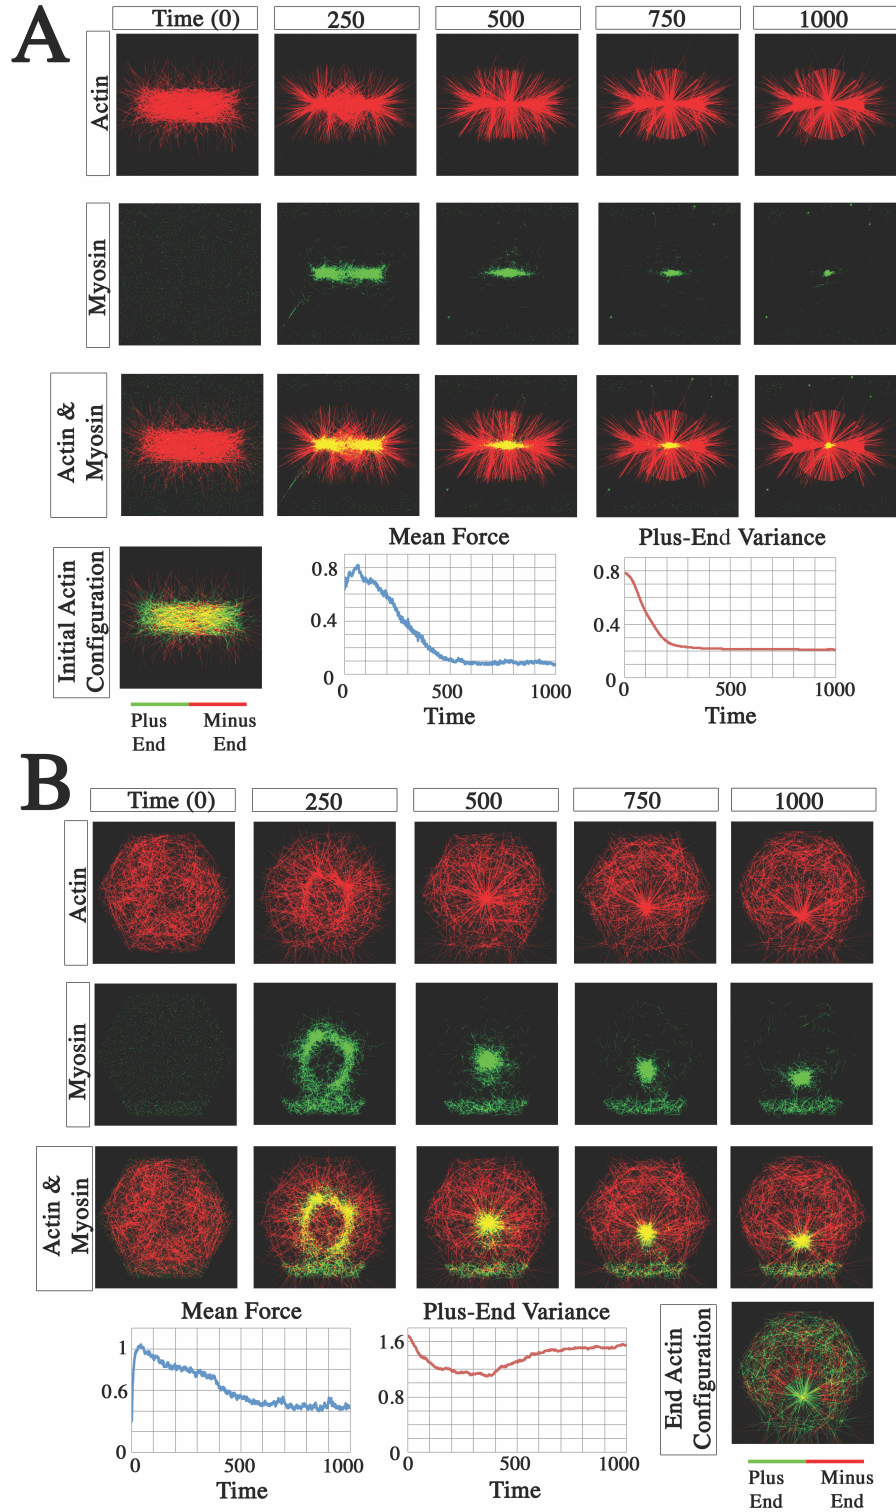 A
Time (0) 250 500 750 1000
Actin
Myosin
Actin &
Myosin
Initial Actin
Configuration
Plus
End
Minus
End
Mean Force
0.8
0.4
0
0 500 1000
Time
Plus-End Variance
0.8
0.4
0
0 500 1000
Time
B
Time (0) 250 500 750 1000
Actin
Myosin
Actin &
Myosin
Mean Force
1
0.6
0
0 500 1000
Time
Plus-End Variance
1.6
0.8
0
0 500 1000
Time
End Actin
Configuration
Plus
End
Minus
End